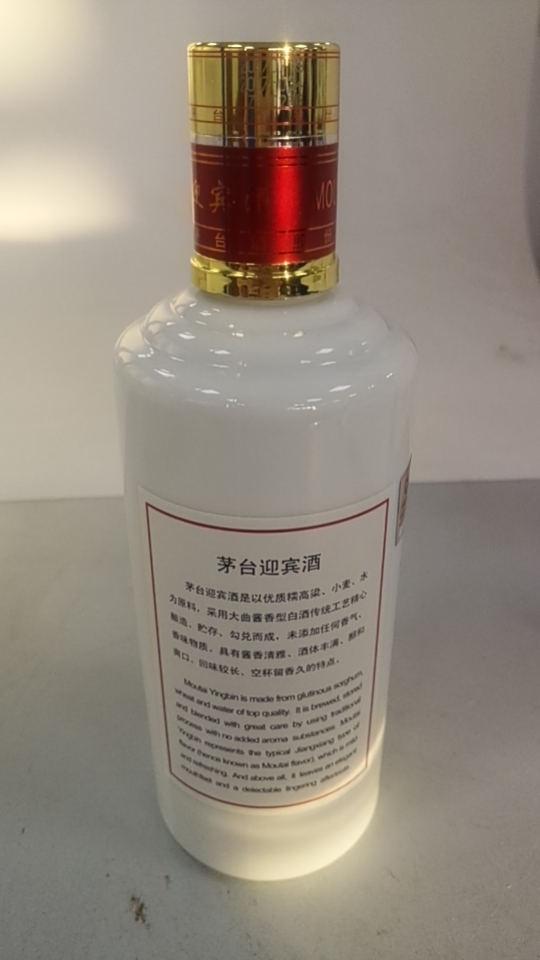 迎宾酒 MOU
台
茅台迎宾酒
茅台迎宾酒是以优质糯高粱、小麦、水
为原料，采用大曲酱香型白酒传统工艺精心
酿造、贮存、勾兑而成，未添加任何香气、
香味物质。具有酱香清雅、酒体丰满、醇和
爽口、回味较长、空杯留香久的特点。
Moutai Yingbin is made from glutinous sorghum,
wheat and water of top quality. It is brewed, stored
and blended with great care by using traditional
process with no added aroma substances. Moutai
Yingbin represents the typical Jiangxiang type of
flavor (hence known as Moutai flavor), which is mild
and refreshing. And above all, it leaves an elegant
mouthfeel and a delectable lingering aftertaste.